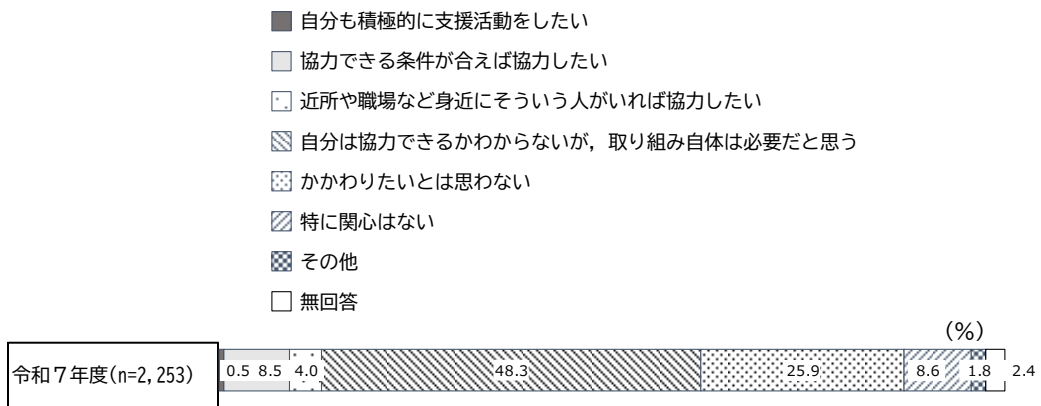 自分も積極的に支援活動をしたい
協力できる条件が合えば協力したい
近所や職場など身近にそういう人がいれば協力したい
自分は協力できるかわからないが，取り組み自体は必要だと思う
かかわりたいとは思わない
特に関心はない
その他
無回答
(%)
令和７年度(n=2,253) 0.5 8.5 4.0 48.3 25.9 8.6 1.8 2.4